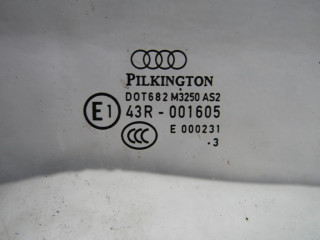 PILKINGTON
DOT682 M3250 AS2
E1 43R - 001605
CCC E 000231
.3